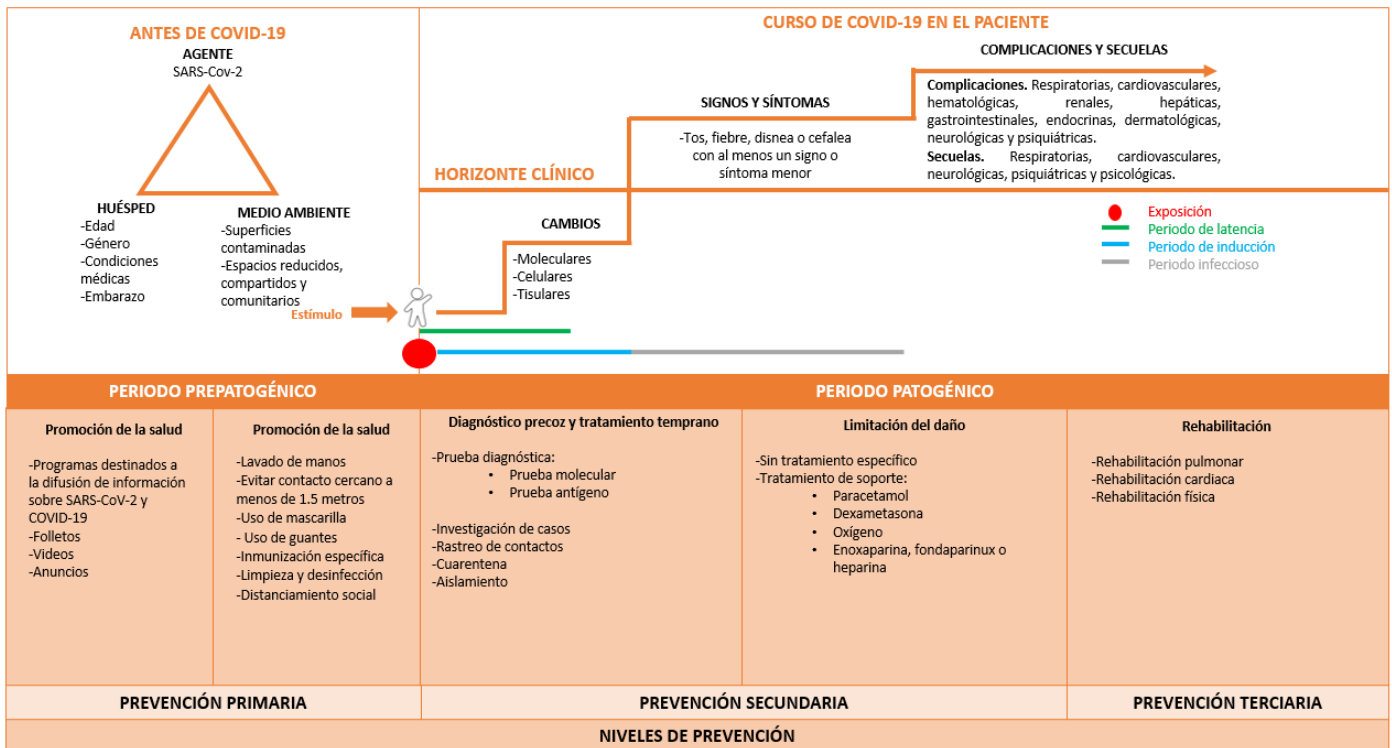 ANTES DE COVID-19
AGENTE
SARS-Cov-2
HUÉSPED
-Edad
-Género
-Condiciones
médicas
-Embarazo
MEDIO AMBIENTE
-Superficies
contaminadas
-Espacios reducidos,
compartidos y
comunitarios
Estímulo
CURSO DE COVID-19 EN EL PACIENTE
COMPLICACIONES Y SECUELAS
Complicaciones. Respiratorias, cardiovasculares,
hematológicas, renales, hepáticas,
gastrointestinales, endocrinas, dermatológicas,
neurológicas y psiquiátricas.
Secuelas. Respiratorias, cardiovasculares,
neurológicas, psiquiátricas y psicológicas.
SIGNOS Y SÍNTOMAS
-Tos, fiebre, disnea o cefalea
con al menos un signo o
síntoma menor
HORIZONTE CLÍNICO
CAMBIOS
-Moleculares
-Celulares
-Tisulares
Exposición
Periodo de latencia
Periodo de inducción
Periodo infeccioso
PERIODO PREPATOGÉNICO
PERIODO PATOGÉNICO
Promoción de la salud
-Programas destinados a
la difusión de información
sobre SARS-CoV-2 y
COVID-19
-Folletos
-Videos
-Anuncios
Promoción de la salud
-Lavado de manos
-Evitar contacto cercano a
menos de 1.5 metros
-Uso de mascarilla
- Uso de guantes
-Inmunización específica
-Limpieza y desinfección
-Distanciamiento social
Diagnóstico precoz y tratamiento temprano
-Prueba diagnóstica:
• Prueba molecular
• Prueba antígeno
-Investigación de casos
-Rastreo de contactos
-Cuarentena
-Aislamiento
Limitación del daño
-Sin tratamiento específico
-Tratamiento de soporte:
• Paracetamol
• Dexametasona
• Oxígeno
• Enoxaparina, fondaparinux o
heparina
Rehabilitación
-Rehabilitación pulmonar
-Rehabilitación cardiaca
-Rehabilitación física
PREVENCIÓN PRIMARIA
PREVENCIÓN SECUNDARIA
PREVENCIÓN TERCIARIA
NIVELES DE PREVENCIÓN